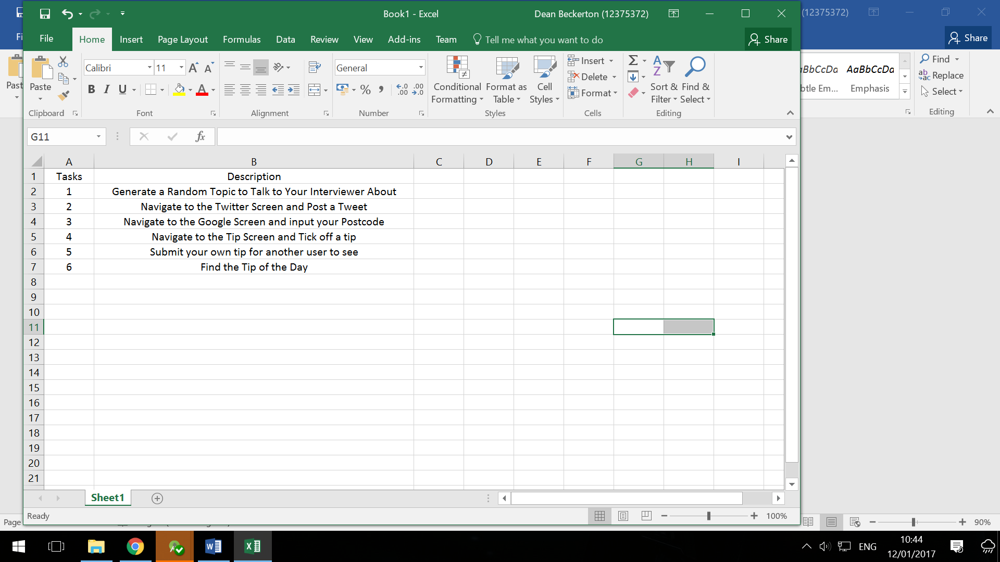 Book1 - Excel
Dean Beckerton (12375372)
(12375372)
File
Home
Insert
Page Layout
Formulas
Data
Review
View
Add-ins
Team
Tell me what you want to do
Share
Share
Paste
Clipboard
Calibri
11
A A
B I U
A
Font
Alignment
General
% ,
.0 .00
.00 .0
Number
Conditional Formatting
Format as Table
Cell Styles
Styles
Insert
Delete
Format
Cells
Σ
A
Z
Sort & Filter
Find & Select
Editing
AaBbCcDa
Emphasis
Find
Replace
Select
Editing
G11
fx
A B C D E F G H I
1 Tasks Description
2 1 Generate a Random Topic to Talk to Your Interviewer About
3 2 Navigate to the Twitter Screen and Post a Tweet
4 3 Navigate to the Google Screen and input your Postcode
5 4 Navigate to the Tip Screen and Tick off a tip
6 5 Submit your own tip for another user to see
7 6 Find the Tip of the Day
8
9
10
11
12
13
14
15
16
17
18
19
20
21
Sheet1
Ready
100%
Page
90%
ENG
10:44
12/01/2017